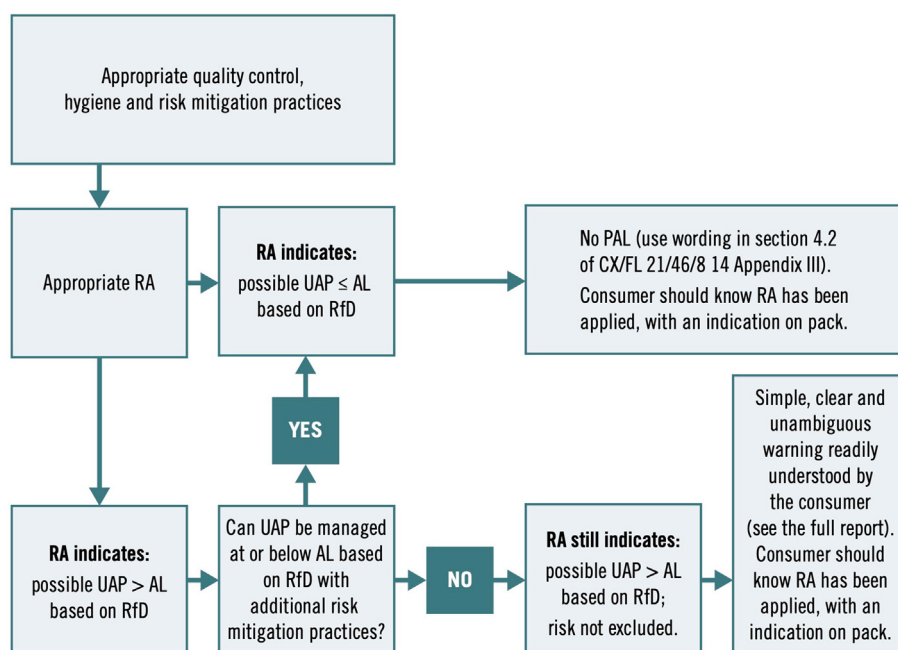 Appropriate quality control,
hygiene and risk mitigation practices
Appropriate RA
RA indicates:
possible UAP ≤ AL
based on RfD
No PAL (use wording in section 4.2
of CX/FL 21/46/8 14 Appendix III).
Consumer should know RA has been
applied, with an indication on pack.
YES
RA indicates:
possible UAP > AL
based on RfD
Can UAP be managed
at or below AL based
on RfD with
additional risk
mitigation practices?
NO
RA still indicates:
possible UAP > AL
based on RfD;
risk not excluded.
Simple, clear and
unambiguous
warning readily
understood by
the consumer
(see the full report).
Consumer should
know RA has been
applied, with an
indication on pack.